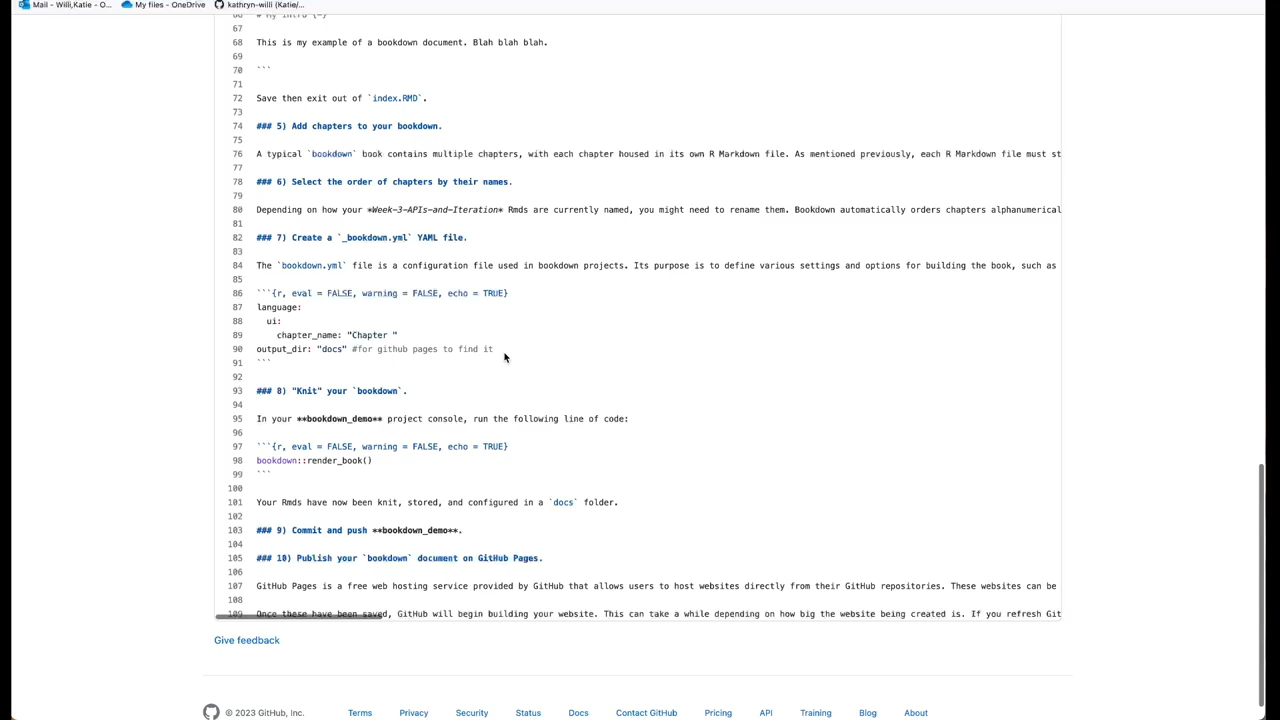 Mail - Willi,Katie - O... My files - OneDrive kathryn-willi (Katie/...
66 # My intro {-}
67
68 This is my example of a bookdown document. Blah blah blah.
69
70 ```
71
72 Save then exit out of `index.RMD`.
73
74 ### 5) Add chapters to your bookdown.
75
76 A typical `bookdown` book contains multiple chapters, with each chapter housed in its own R Markdown file. As mentioned previously, each R Markdown file must st
77
78 ### 6) Select the order of chapters by their names.
79
80 Depending on how your *Week-3-APIs-and-Iteration* Rmds are currently named, you might need to rename them. Bookdown automatically orders chapters alphanumerical
81
82 ### 7) Create a `_bookdown.yml` YAML file.
83
84 The `bookdown.yml` file is a configuration file used in bookdown projects. Its purpose is to define various settings and options for building the book, such as
85
86 ```{r, eval = FALSE, warning = FALSE, echo = TRUE}
87 language:
88 ui:
89 chapter_name: "Chapter "
90 output_dir: "docs" #for github pages to find it
91 ```
92
93 ### 8) "Knit" your `bookdown`.
94
95 In your **bookdown_demo** project console, run the following line of code:
96
97 ```{r, eval = FALSE, warning = FALSE, echo = TRUE}
98 bookdown::render_book()
99 ```
100
101 Your Rmds have now been knit, stored, and configured in a `docs` folder.
102
103 ### 9) Commit and push **bookdown_demo**.
104
105 ### 10) Publish your `bookdown` document on GitHub Pages.
106
107 GitHub Pages is a free web hosting service provided by GitHub that allows users to host websites directly from their GitHub repositories. These websites can be
108
109 Once these have been saved, GitHub will begin building your website. This can take a while depending on how big the website being created is. If you refresh Git
Give feedback
© 2023 GitHub, Inc. Terms Privacy Security Status Docs Contact GitHub Pricing API Training Blog About